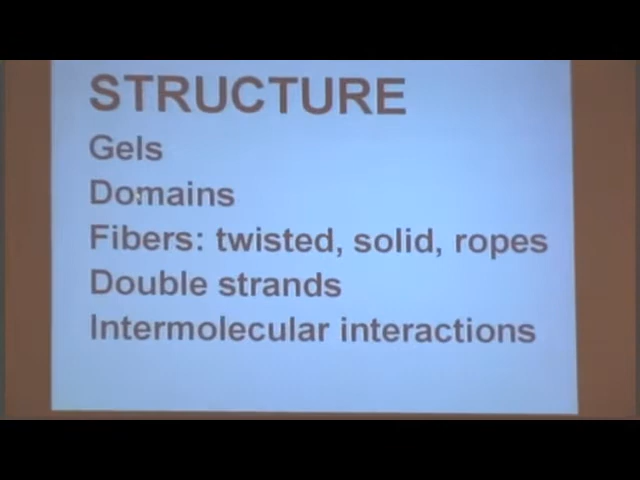 STRUCTURE
Gels
Domains
Fibers: twisted, solid, ropes
Double strands
Intermolecular interactions